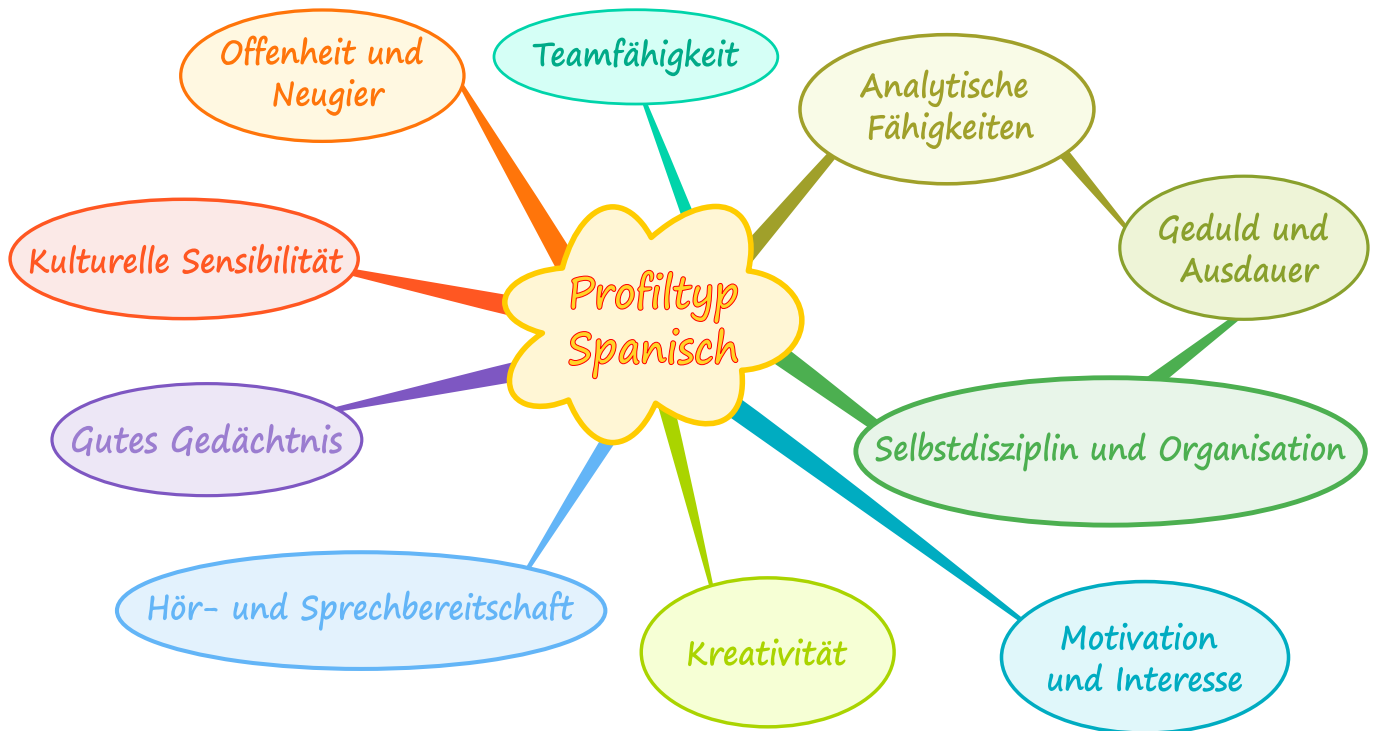 Offenheit und
Neugier
Teamfähigkeit
Analytische
Fähigkeiten
Kulturelle Sensibilität
Geduld und
Ausdauer
Profiltyp
Spanisch
Gutes Gedächtnis
Selbstdisziplin und Organisation
Hör- und Sprechbereitschaft
Kreativität
Motivation
und Interesse